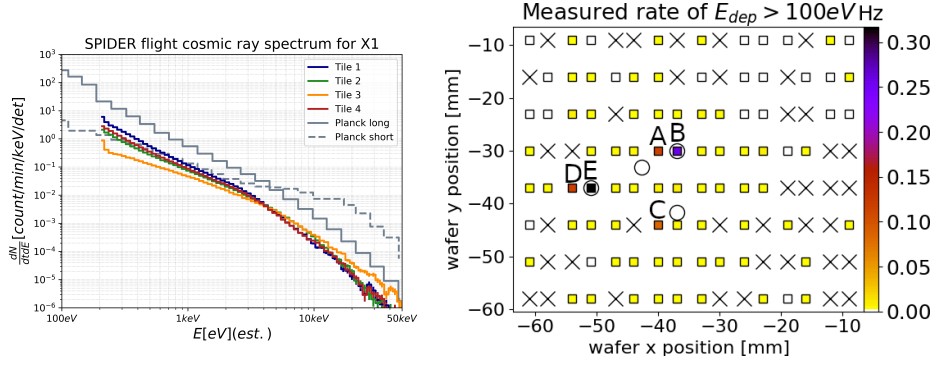 SPIDER flight cosmic ray spectrum for X1
dN/dtdE [count/min/keV/det]
10³
10²
10¹
10⁰
10⁻¹
10⁻²
10⁻³
10⁻⁴
10⁻⁵
10⁻⁶
Tile 1
Tile 2
Tile 3
Tile 4
Planck long
Planck short
100eV 1keV 10keV 50keV
E[eV](est.)
Measured rate of E_dep > 100eV Hz
wafer y position [mm]
−10
−20
−30
−40
−50
−60
A B
D E
C
−60 −50 −40 −30 −20 −10
wafer x position [mm]
0.30
0.25
0.20
0.15
0.10
0.05
0.00